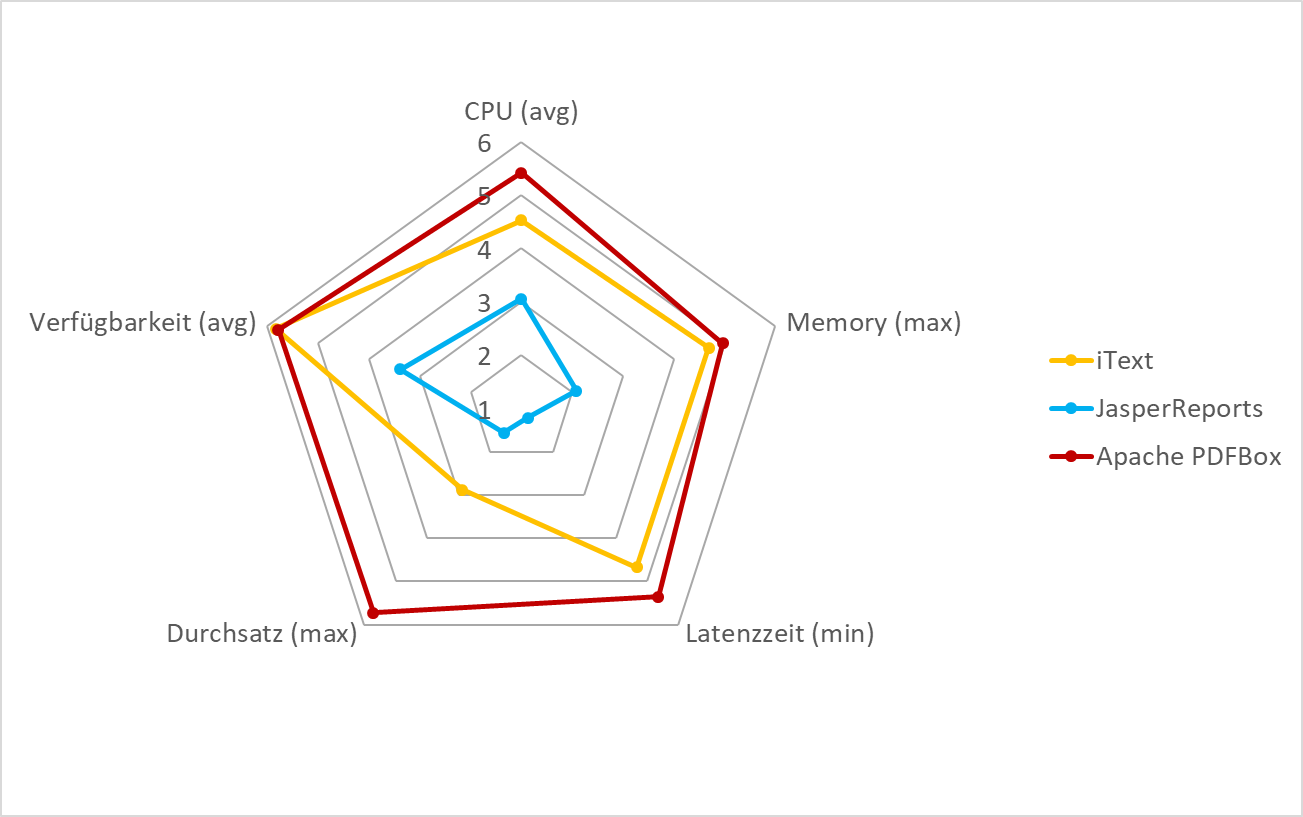 CPU (avg)
6
5
4
3
2
1
Verfügbarkeit (avg)
Memory (max)
Durchsatz (max)
Latenzzeit (min)
iText
JasperReports
Apache PDFBox